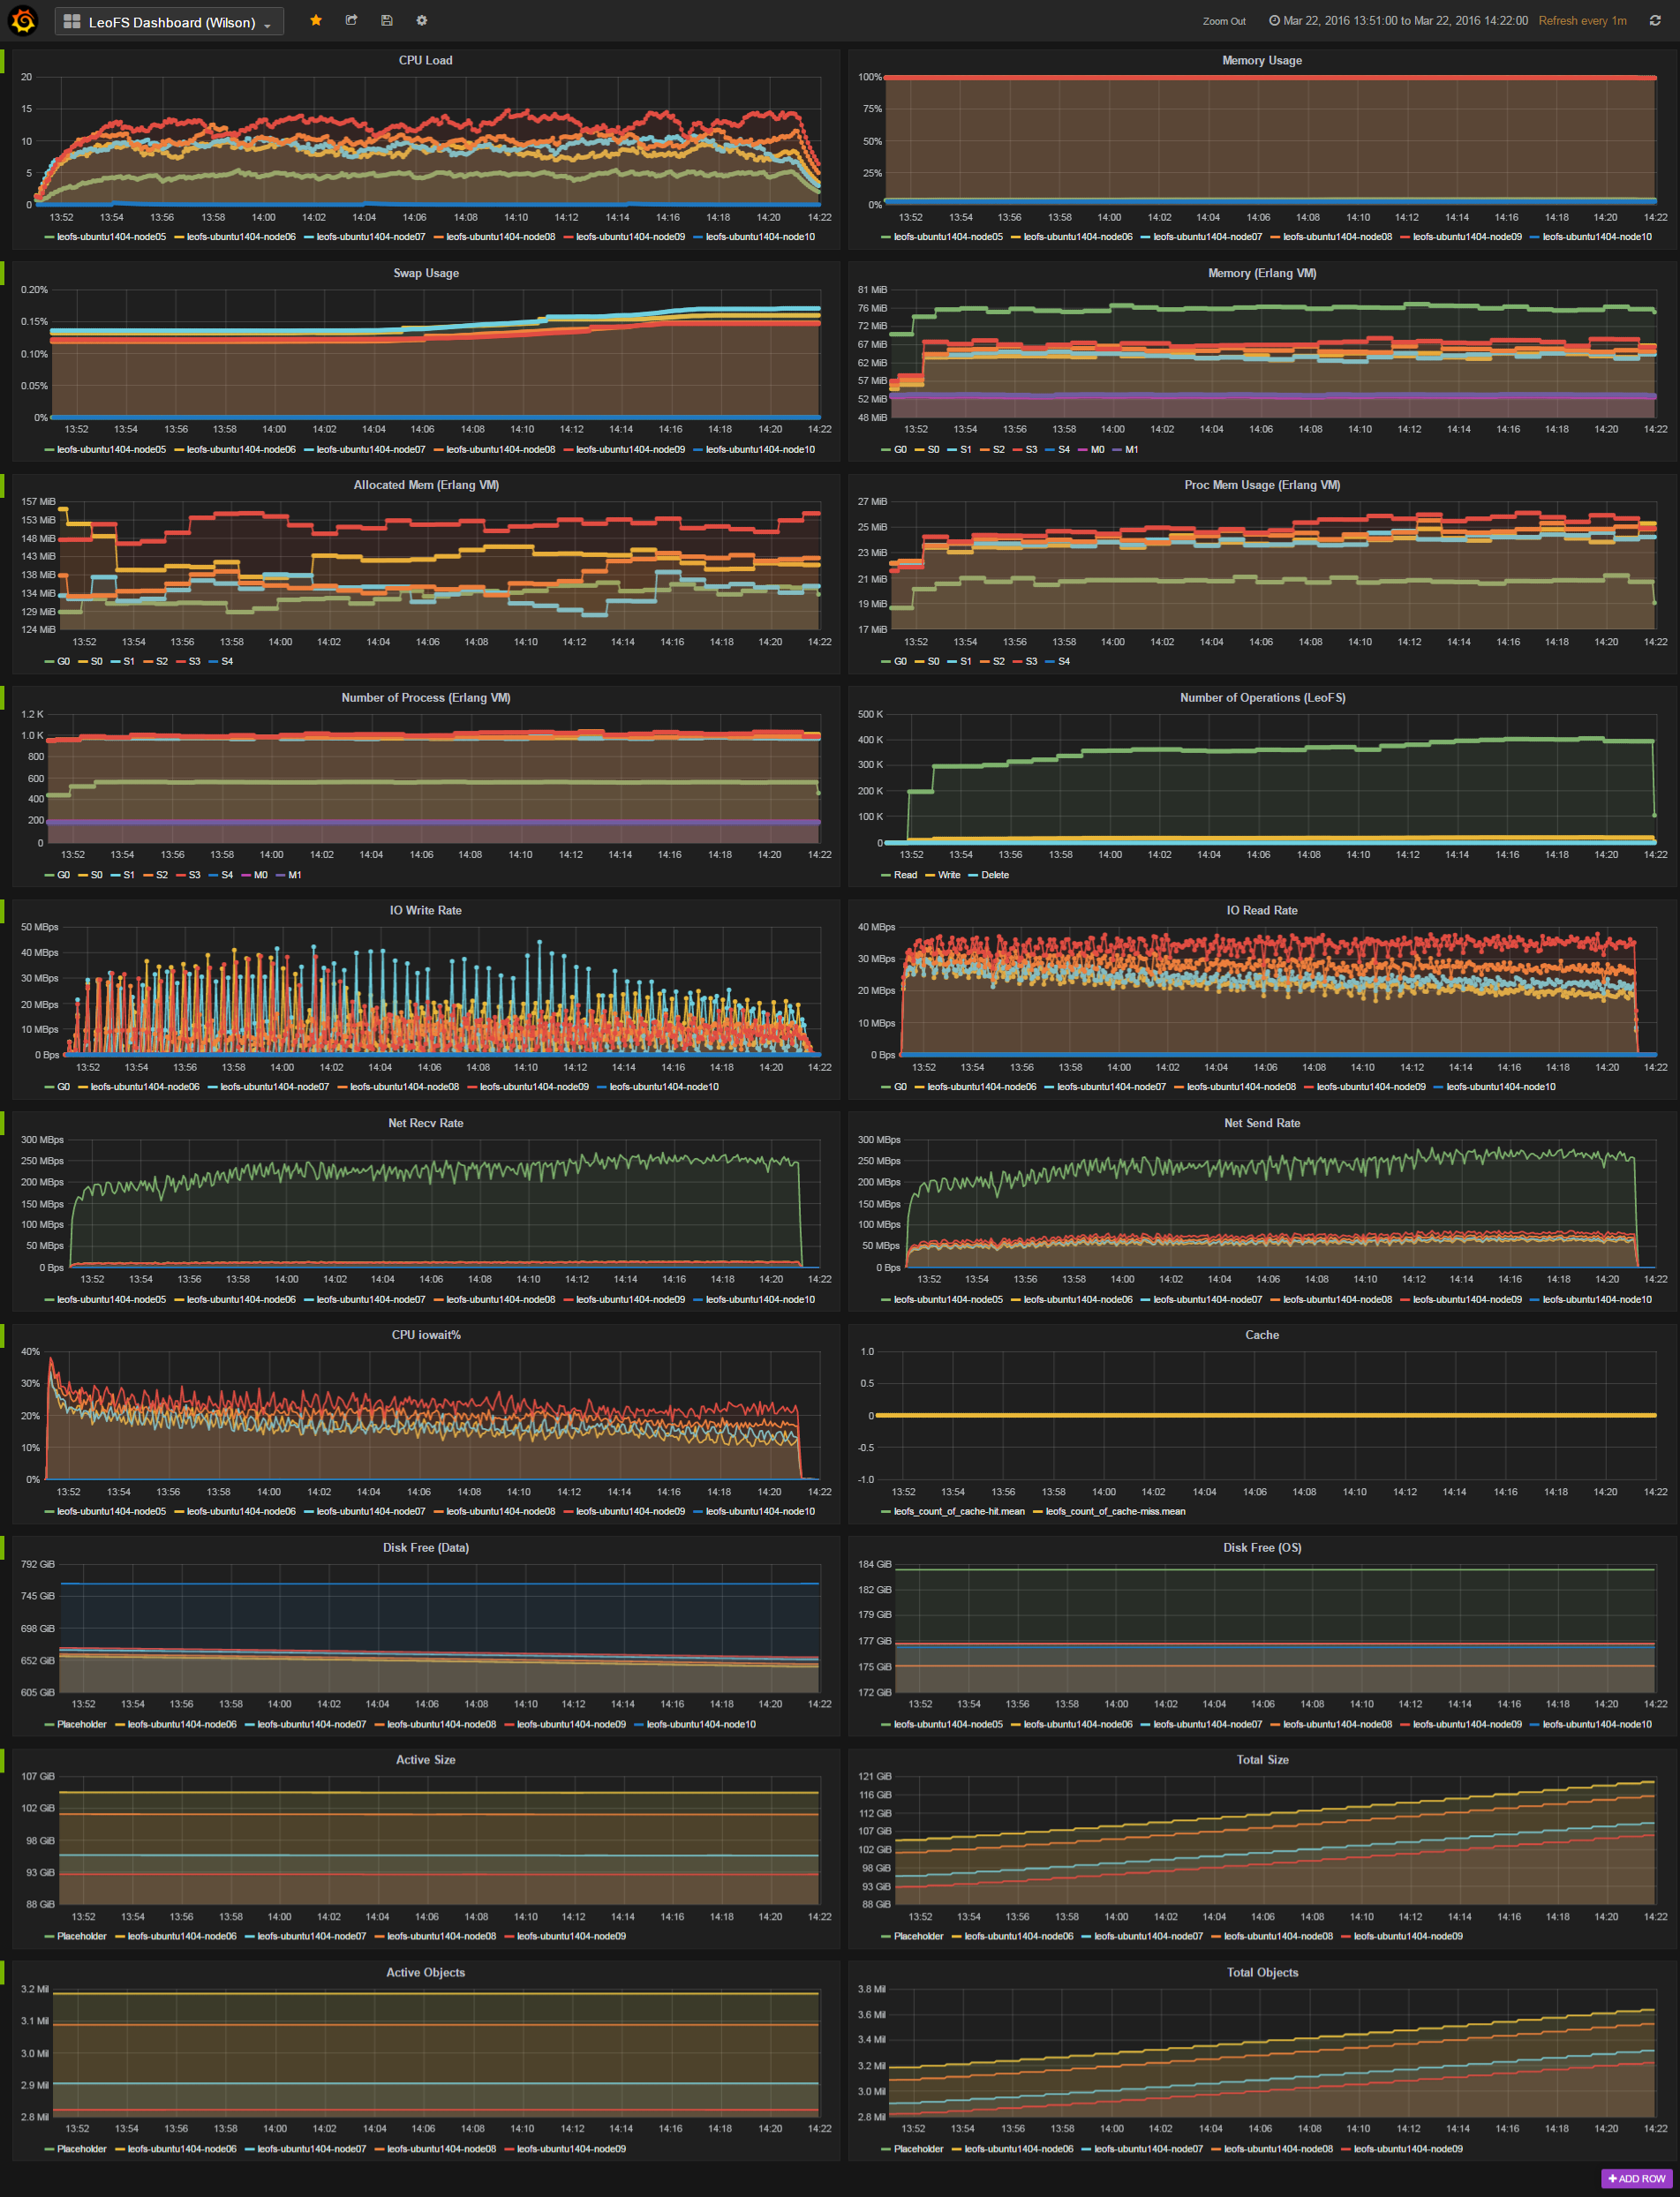 LeoFS Dashboard (Wilson)
Zoom Out Mar 22, 2016 13:51:00 to Mar 22, 2016 14:22:00 Refresh every 1m
CPU Load
20
15
10
5
0
13:52 13:54 13:56 13:58 14:00 14:02 14:04 14:06 14:08 14:10 14:12 14:14 14:16 14:18 14:20 14:22
leofs-ubuntu1404-node05 leofs-ubuntu1404-node06 leofs-ubuntu1404-node07 leofs-ubuntu1404-node08 leofs-ubuntu1404-node09 leofs-ubuntu1404-node10
Memory Usage
100%
75%
50%
25%
0%
13:52 13:54 13:56 13:58 14:00 14:02 14:04 14:06 14:08 14:10 14:12 14:14 14:16 14:18 14:20 14:22
leofs-ubuntu1404-node05 leofs-ubuntu1404-node06 leofs-ubuntu1404-node07 leofs-ubuntu1404-node08 leofs-ubuntu1404-node09 leofs-ubuntu1404-node10
Swap Usage
0.20%
0.15%
0.10%
0.05%
0%
13:52 13:54 13:56 13:58 14:00 14:02 14:04 14:06 14:08 14:10 14:12 14:14 14:16 14:18 14:20 14:22
leofs-ubuntu1404-node05 leofs-ubuntu1404-node06 leofs-ubuntu1404-node07 leofs-ubuntu1404-node08 leofs-ubuntu1404-node09 leofs-ubuntu1404-node10
Memory (Erlang VM)
81 MiB
76 MiB
72 MiB
67 MiB
62 MiB
57 MiB
52 MiB
48 MiB
13:52 13:54 13:56 13:58 14:00 14:02 14:04 14:06 14:08 14:10 14:12 14:14 14:16 14:18 14:20 14:22
G0 S0 S1 S2 S3 S4 M0 M1
Allocated Mem (Erlang VM)
157 MiB
153 MiB
148 MiB
143 MiB
138 MiB
134 MiB
129 MiB
124 MiB
13:52 13:54 13:56 13:58 14:00 14:02 14:04 14:06 14:08 14:10 14:12 14:14 14:16 14:18 14:20 14:22
G0 S0 S1 S2 S3 S4
Proc Mem Usage (Erlang VM)
27 MiB
25 MiB
23 MiB
21 MiB
19 MiB
17 MiB
13:52 13:54 13:56 13:58 14:00 14:02 14:04 14:06 14:08 14:10 14:12 14:14 14:16 14:18 14:20 14:22
G0 S0 S1 S2 S3 S4
Number of Process (Erlang VM)
1.2 K
1.0 K
800
600
400
200
0
13:52 13:54 13:56 13:58 14:00 14:02 14:04 14:06 14:08 14:10 14:12 14:14 14:16 14:18 14:20 14:22
G0 S0 S1 S2 S3 S4 M0 M1
Number of Operations (LeoFS)
500 K
400 K
300 K
200 K
100 K
0
13:52 13:54 13:56 13:58 14:00 14:02 14:04 14:06 14:08 14:10 14:12 14:14 14:16 14:18 14:20 14:22
Read Write Delete
IO Write Rate
50 MBps
40 MBps
30 MBps
20 MBps
10 MBps
0 Bps
13:52 13:54 13:56 13:58 14:00 14:02 14:04 14:06 14:08 14:10 14:12 14:14 14:16 14:18 14:20 14:22
G0 leofs-ubuntu1404-node06 leofs-ubuntu1404-node07 leofs-ubuntu1404-node08 leofs-ubuntu1404-node09 leofs-ubuntu1404-node10
IO Read Rate
40 MBps
30 MBps
20 MBps
10 MBps
0 Bps
13:52 13:54 13:56 13:58 14:00 14:02 14:04 14:06 14:08 14:10 14:12 14:14 14:16 14:18 14:20 14:22
G0 leofs-ubuntu1404-node06 leofs-ubuntu1404-node07 leofs-ubuntu1404-node08 leofs-ubuntu1404-node09 leofs-ubuntu1404-node10
Net Recv Rate
300 MBps
250 MBps
200 MBps
150 MBps
100 MBps
50 MBps
0 Bps
13:52 13:54 13:56 13:58 14:00 14:02 14:04 14:06 14:08 14:10 14:12 14:14 14:16 14:18 14:20 14:22
leofs-ubuntu1404-node05 leofs-ubuntu1404-node06 leofs-ubuntu1404-node07 leofs-ubuntu1404-node08 leofs-ubuntu1404-node09 leofs-ubuntu1404-node10
Net Send Rate
300 MBps
250 MBps
200 MBps
150 MBps
100 MBps
50 MBps
0 Bps
13:52 13:54 13:56 13:58 14:00 14:02 14:04 14:06 14:08 14:10 14:12 14:14 14:16 14:18 14:20 14:22
leofs-ubuntu1404-node05 leofs-ubuntu1404-node06 leofs-ubuntu1404-node07 leofs-ubuntu1404-node08 leofs-ubuntu1404-node09 leofs-ubuntu1404-node10
CPU iowait%
40%
30%
20%
10%
0%
13:52 13:54 13:56 13:58 14:00 14:02 14:04 14:06 14:08 14:10 14:12 14:14 14:16 14:18 14:20 14:22
leofs-ubuntu1404-node05 leofs-ubuntu1404-node06 leofs-ubuntu1404-node07 leofs-ubuntu1404-node08 leofs-ubuntu1404-node09 leofs-ubuntu1404-node10
Cache
1.0
0.5
0
-0.5
-1.0
13:52 13:54 13:56 13:58 14:00 14:02 14:04 14:06 14:08 14:10 14:12 14:14 14:16 14:18 14:20 14:22
leofs_count_of_cache-hit.mean leofs_count_of_cache-miss.mean
Disk Free (Data)
792 GiB
745 GiB
698 GiB
652 GiB
605 GiB
13:52 13:54 13:56 13:58 14:00 14:02 14:04 14:06 14:08 14:10 14:12 14:14 14:16 14:18 14:20 14:22
Placeholder leofs-ubuntu1404-node06 leofs-ubuntu1404-node07 leofs-ubuntu1404-node08 leofs-ubuntu1404-node09 leofs-ubuntu1404-node10
Disk Free (OS)
184 GiB
182 GiB
179 GiB
177 GiB
175 GiB
172 GiB
13:52 13:54 13:56 13:58 14:00 14:02 14:04 14:06 14:08 14:10 14:12 14:14 14:16 14:18 14:20 14:22
leofs-ubuntu1404-node05 leofs-ubuntu1404-node06 leofs-ubuntu1404-node07 leofs-ubuntu1404-node08 leofs-ubuntu1404-node09 leofs-ubuntu1404-node10
Active Size
107 GiB
102 GiB
98 GiB
93 GiB
88 GiB
13:52 13:54 13:56 13:58 14:00 14:02 14:04 14:06 14:08 14:10 14:12 14:14 14:16 14:18 14:20 14:22
Placeholder leofs-ubuntu1404-node06 leofs-ubuntu1404-node07 leofs-ubuntu1404-node08 leofs-ubuntu1404-node09
Total Size
121 GiB
116 GiB
112 GiB
107 GiB
102 GiB
98 GiB
93 GiB
88 GiB
13:52 13:54 13:56 13:58 14:00 14:02 14:04 14:06 14:08 14:10 14:12 14:14 14:16 14:18 14:20 14:22
Placeholder leofs-ubuntu1404-node06 leofs-ubuntu1404-node07 leofs-ubuntu1404-node08 leofs-ubuntu1404-node09
Active Objects
3.2 Mil
3.1 Mil
3.0 Mil
2.9 Mil
2.8 Mil
13:52 13:54 13:56 13:58 14:00 14:02 14:04 14:06 14:08 14:10 14:12 14:14 14:16 14:18 14:20 14:22
Placeholder leofs-ubuntu1404-node06 leofs-ubuntu1404-node07 leofs-ubuntu1404-node08 leofs-ubuntu1404-node09
Total Objects
3.8 Mil
3.6 Mil
3.4 Mil
3.2 Mil
3.0 Mil
2.8 Mil
13:52 13:54 13:56 13:58 14:00 14:02 14:04 14:06 14:08 14:10 14:12 14:14 14:16 14:18 14:20 14:22
Placeholder leofs-ubuntu1404-node06 leofs-ubuntu1404-node07 leofs-ubuntu1404-node08 leofs-ubuntu1404-node09
ADD ROW